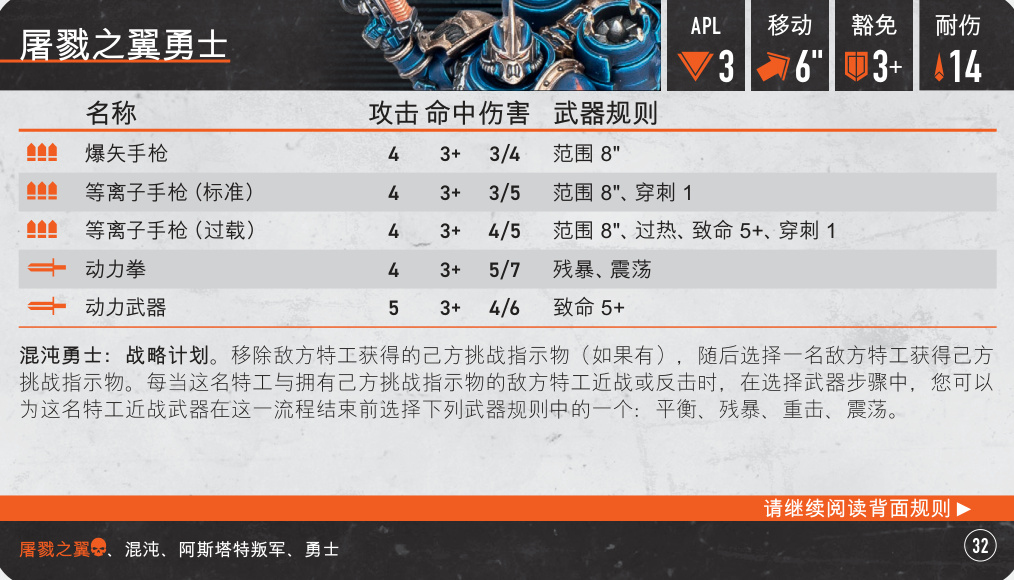 屠戮之翼勇士
APL 移动 豁免 耐伤
3 6" 3+ 14
名称 攻击 命中 伤害 武器规则
爆矢手枪 4 3+ 3/4 范围 8"
等离子手枪（标准） 4 3+ 3/5 范围 8"、穿刺 1
等离子手枪（过载） 4 3+ 4/5 范围 8"、过热、致命 5+、穿刺 1
动力拳 4 3+ 5/7 残暴、震荡
动力武器 5 3+ 4/6 致命 5+
混沌勇士：战略计划。移除敌方特工获得的己方挑战指示物（如果有），随后选择一名敌方特工获得己方
挑战指示物。每当这名特工与拥有己方挑战指示物的敌方特工近战或反击时，在选择武器步骤中，您可以
为这名特工近战武器在这一流程结束前选择下列武器规则中的一个：平衡、残暴、重击、震荡。
请继续阅读背面规则▶
屠戮之翼、混沌、阿斯塔特叛军、勇士
32